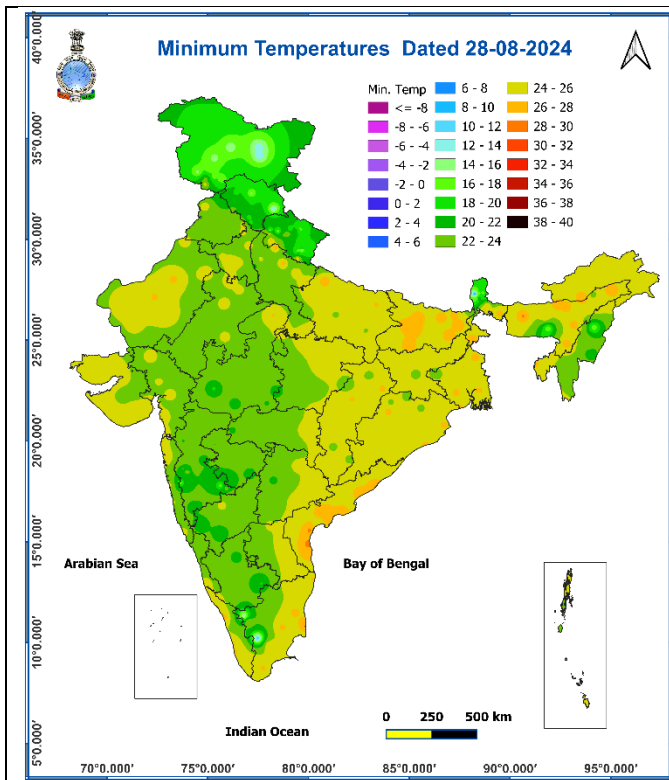 Minimum Temperatures Dated 28-08-2024
Min. Temp
<= -8
-8 - -6
-6 - -4
-4 - -2
-2 - 0
0 - 2
2 - 4
4 - 6
6 - 8
8 - 10
10 - 12
12 - 14
14 - 16
16 - 18
18 - 20
20 - 22
22 - 24
24 - 26
26 - 28
28 - 30
30 - 32
32 - 34
34 - 36
36 - 38
38 - 40
40°0.000'
35°0.000'
30°0.000'
25°0.000'
20°0.000'
15°0.000'
10°0.000'
5°0.000'
Arabian Sea
Bay of Bengal
Indian Ocean
0 250 500 km
70°0.000' 75°0.000' 80°0.000' 85°0.000' 90°0.000' 95°0.000'